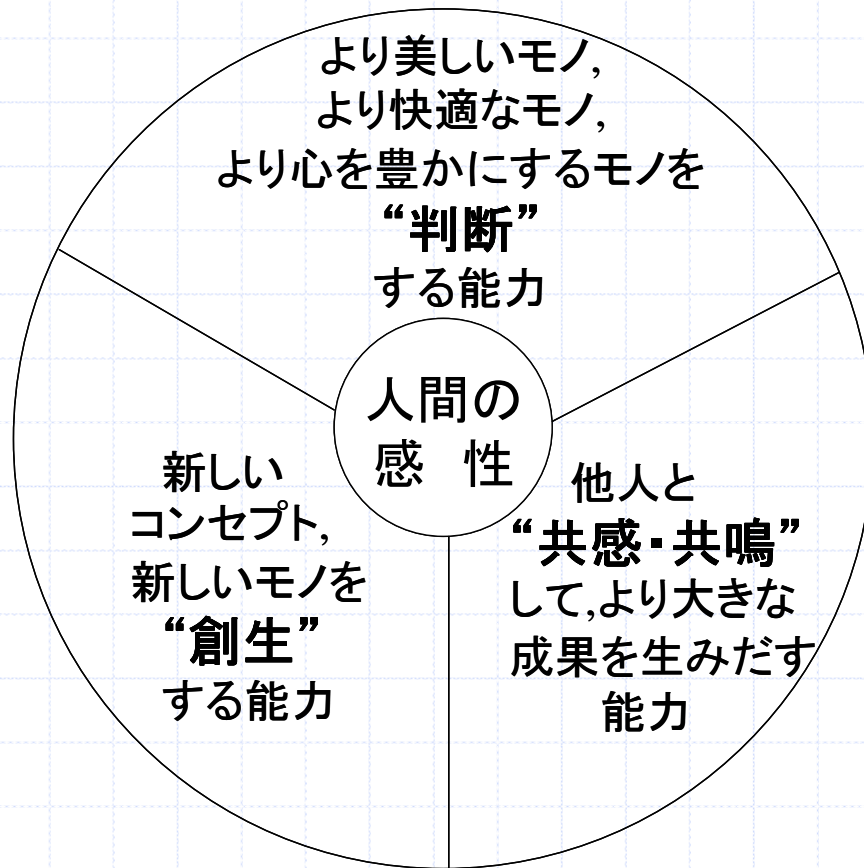 より美しいモノ,
より快適なモノ,
より心を豊かにするモノを
“判断”
する能力
人間の
感 性
新しい
コンセプト,
新しいモノを
“創生”
する能力
他人と
“共感・共鳴”
して,より大きな
成果を生みだす
能力